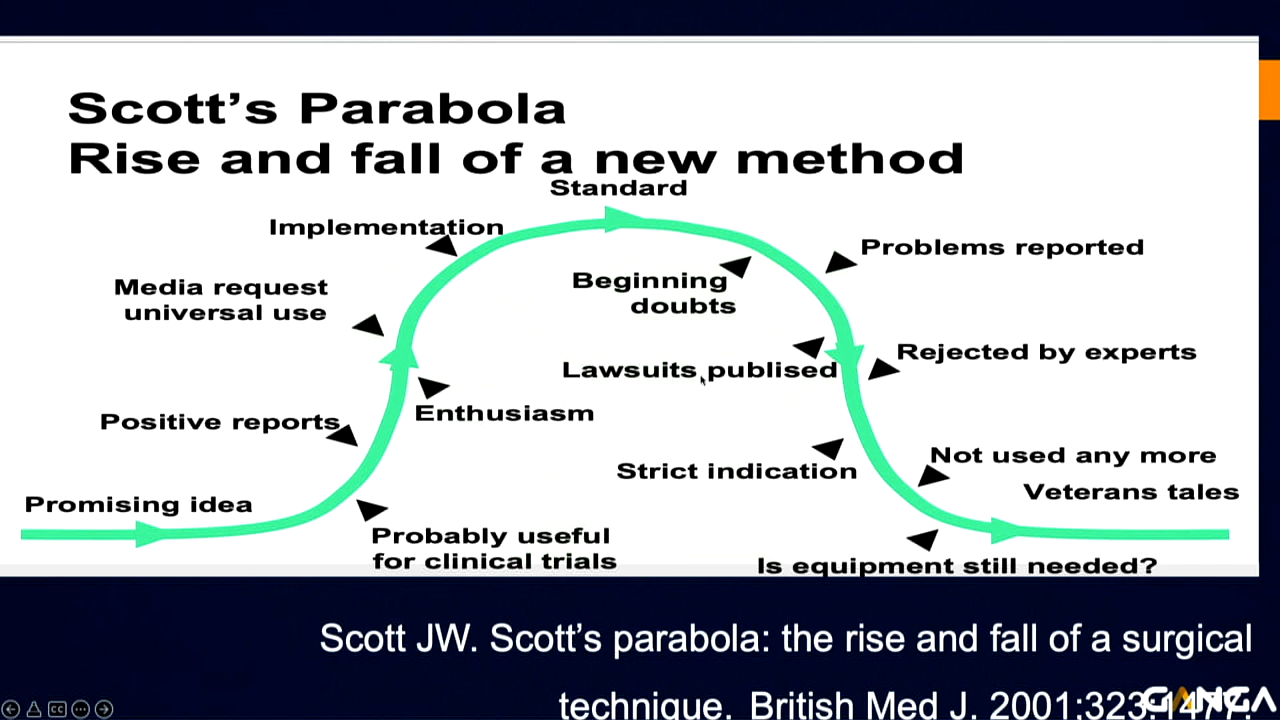 Scott's Parabola
Rise and fall of a new method
Standard
Implementation
Problems reported
Media request
universal use
Beginning
doubts
Rejected by experts
Lawsuits publised
Positive reports
Enthusiasm
Not used any more
Strict indication
Veterans tales
Promising idea
Probably useful
for clinical trials
Is equipment still needed?
Scott JW. Scott's parabola: the rise and fall of a surgical
technique. British Med J. 2001;323:
GANGA
CC